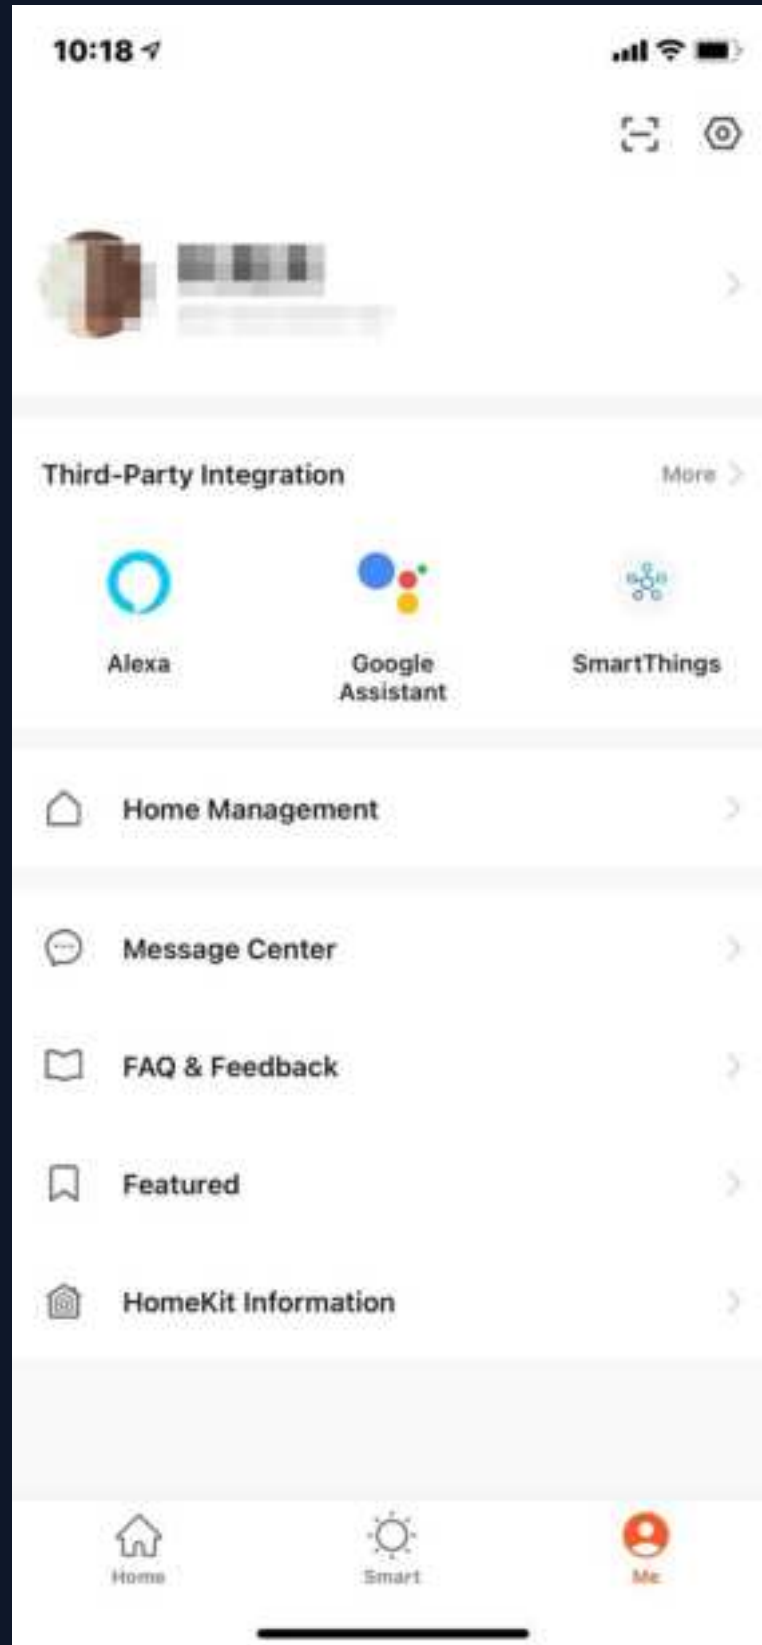 10:18
Third-Party Integration
More
Alexa
Google
Assistant
SmartThings
Home Management
Message Center
FAQ & Feedback
Featured
HomeKit Information
Home
Smart
Me